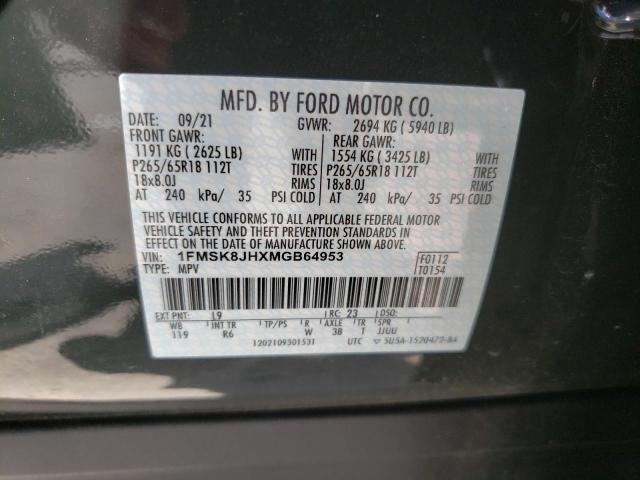 MFD. BY FORD MOTOR CO.
DATE: 09/21 GVWR: 2694 KG ( 5940 LB)
FRONT GAWR: REAR GAWR:
1191 KG ( 2625 LB) WITH 1554 KG ( 3425 LB) WITH
P265/65R18 112T TIRES P265/65R18 112T TIRES
18x8.0J RIMS 18x8.0J RIMS
AT 240 kPa/ 35 PSI COLD AT 240 kPa/ 35 PSI COLD
THIS VEHICLE CONFORMS TO ALL APPLICABLE FEDERAL MOTOR
VEHICLE SAFETY AND THEFT PREVENTION STANDARDS IN
EFFECT ON THE DATE OF MANUFACTURE SHOWN ABOVE.
VIN: 1FMSK8JHXMGB64953 F0112
TYPE: MPV T0154
EXT PNT: L9 RC: 23 DSO:
WB INT TR TP/PS R AXLE TR SPR
119 R6 W 3B T JJUU
1202109301531 UTC ▽ 5U5A-1520472-BA